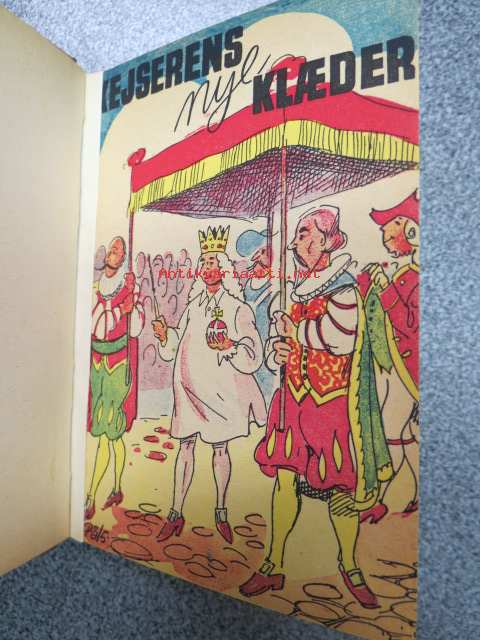 KEJSERENS
nye
KLÆDER
Antikvariaatti.net